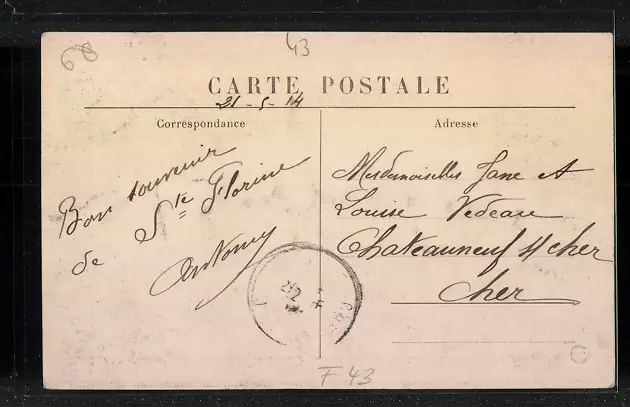 68
43
CARTE POSTALE
21-5-14
Correspondance
Bon souvenir
de Ste Florine
Antony
Adresse
Mesdemoiselles Jane et
Louise Vedeau
Chateauneuf s/ cher
Cher
F 43